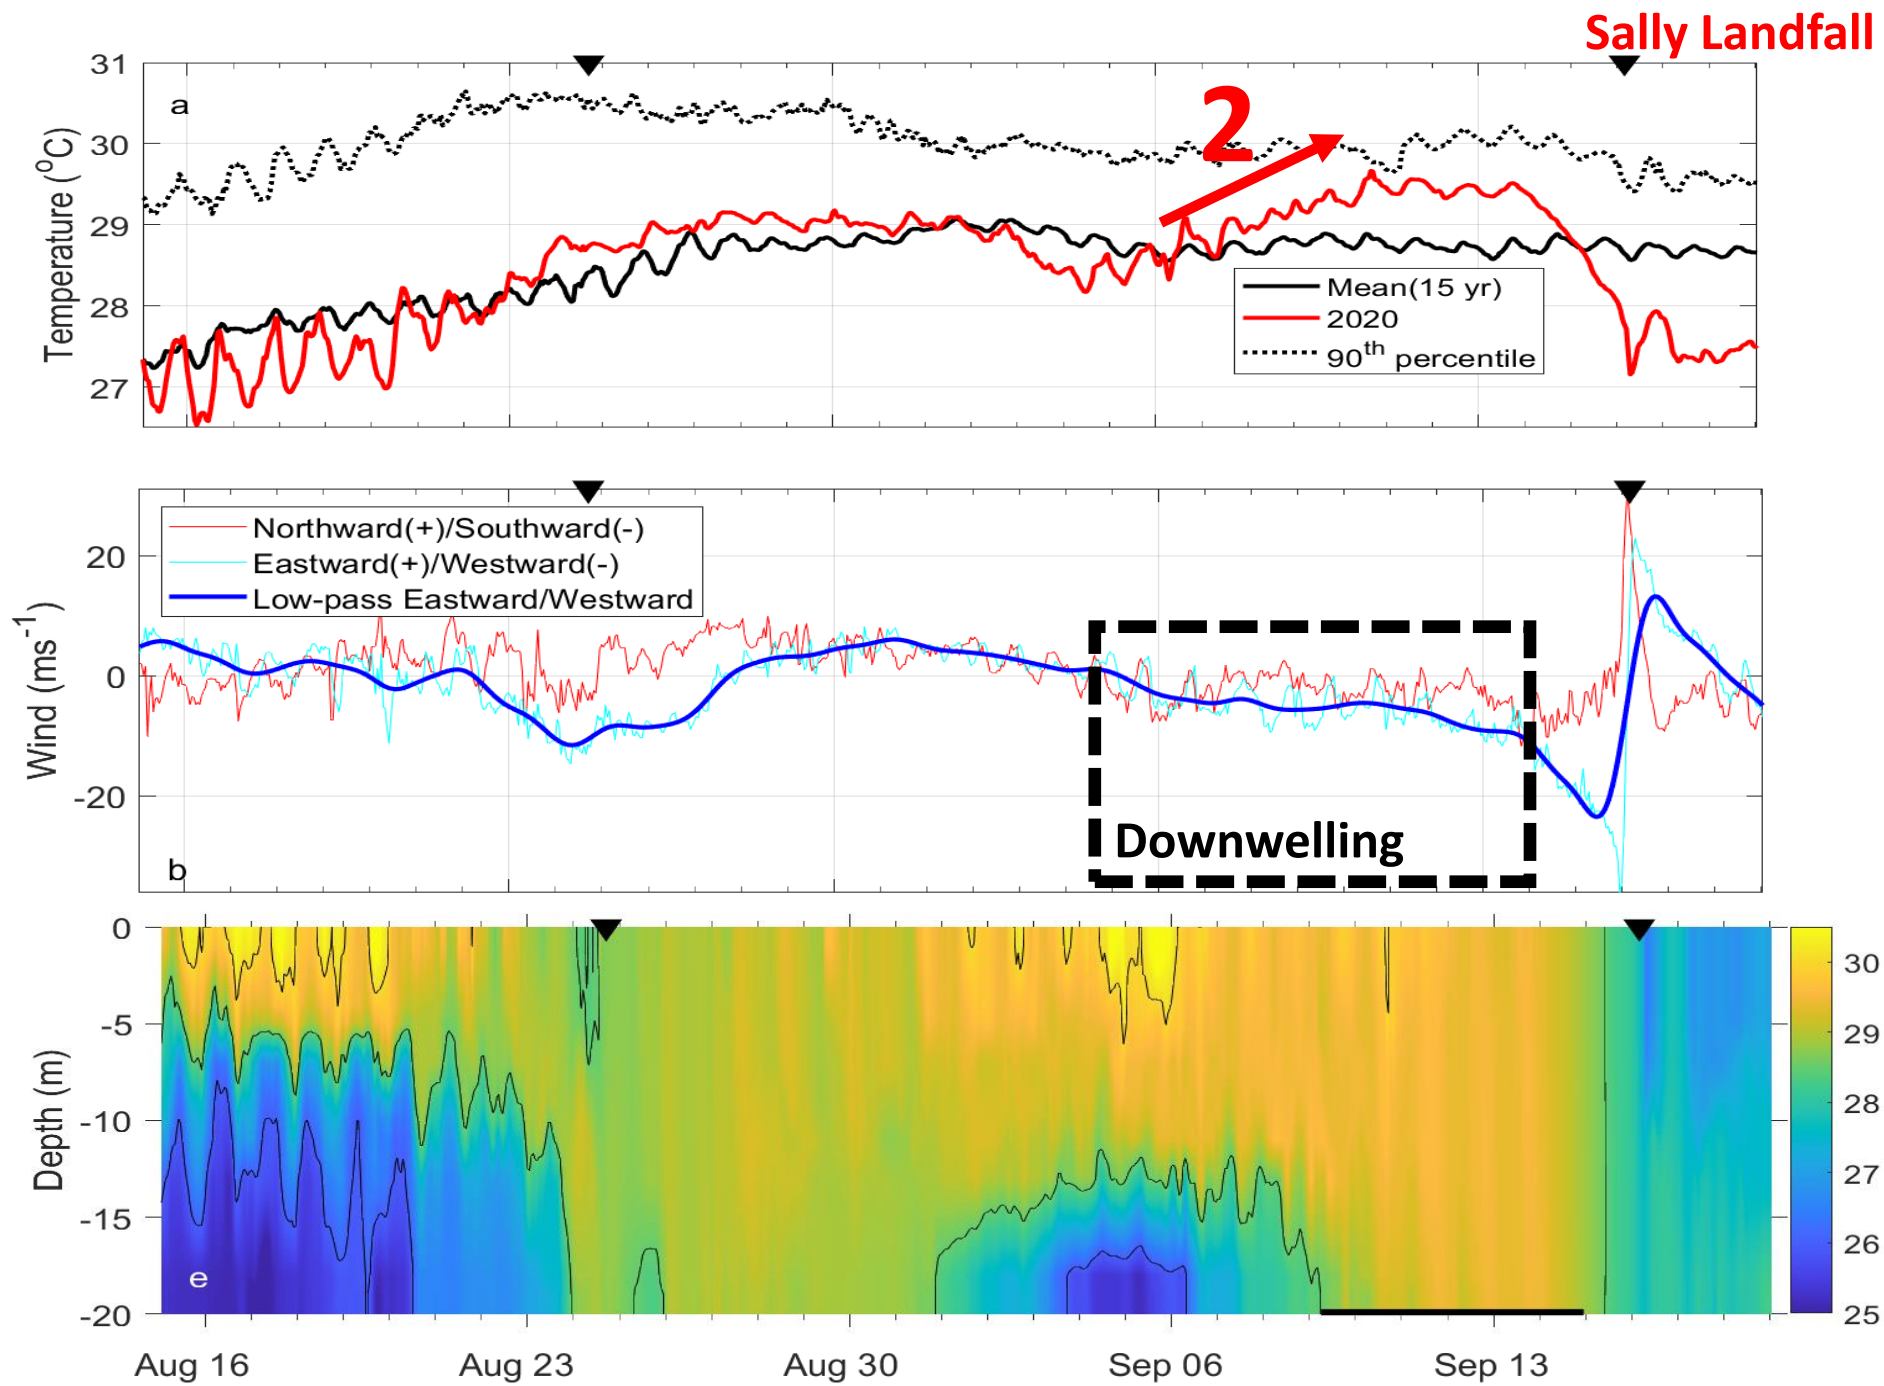 Sally Landfall
31
30
29
28
27
Temperature (°C)
a
2
Mean(15 yr)
2020
90th percentile
20
0
-20
Wind (ms-1)
Northward(+)/Southward(-)
Eastward(+)/Westward(-)
Low-pass Eastward/Westward
Downwelling
b
0
-5
-10
-15
-20
Depth (m)
e
30
29
28
27
26
25
Aug 16
Aug 23
Aug 30
Sep 06
Sep 13